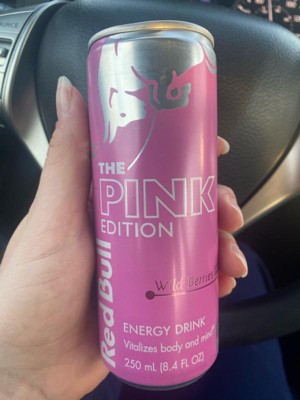 THE
PINK
EDITION
Red Bull
Wild Berries
ENERGY DRINK
Vitalizes body and mind®
250 mL (8.4 FL OZ)